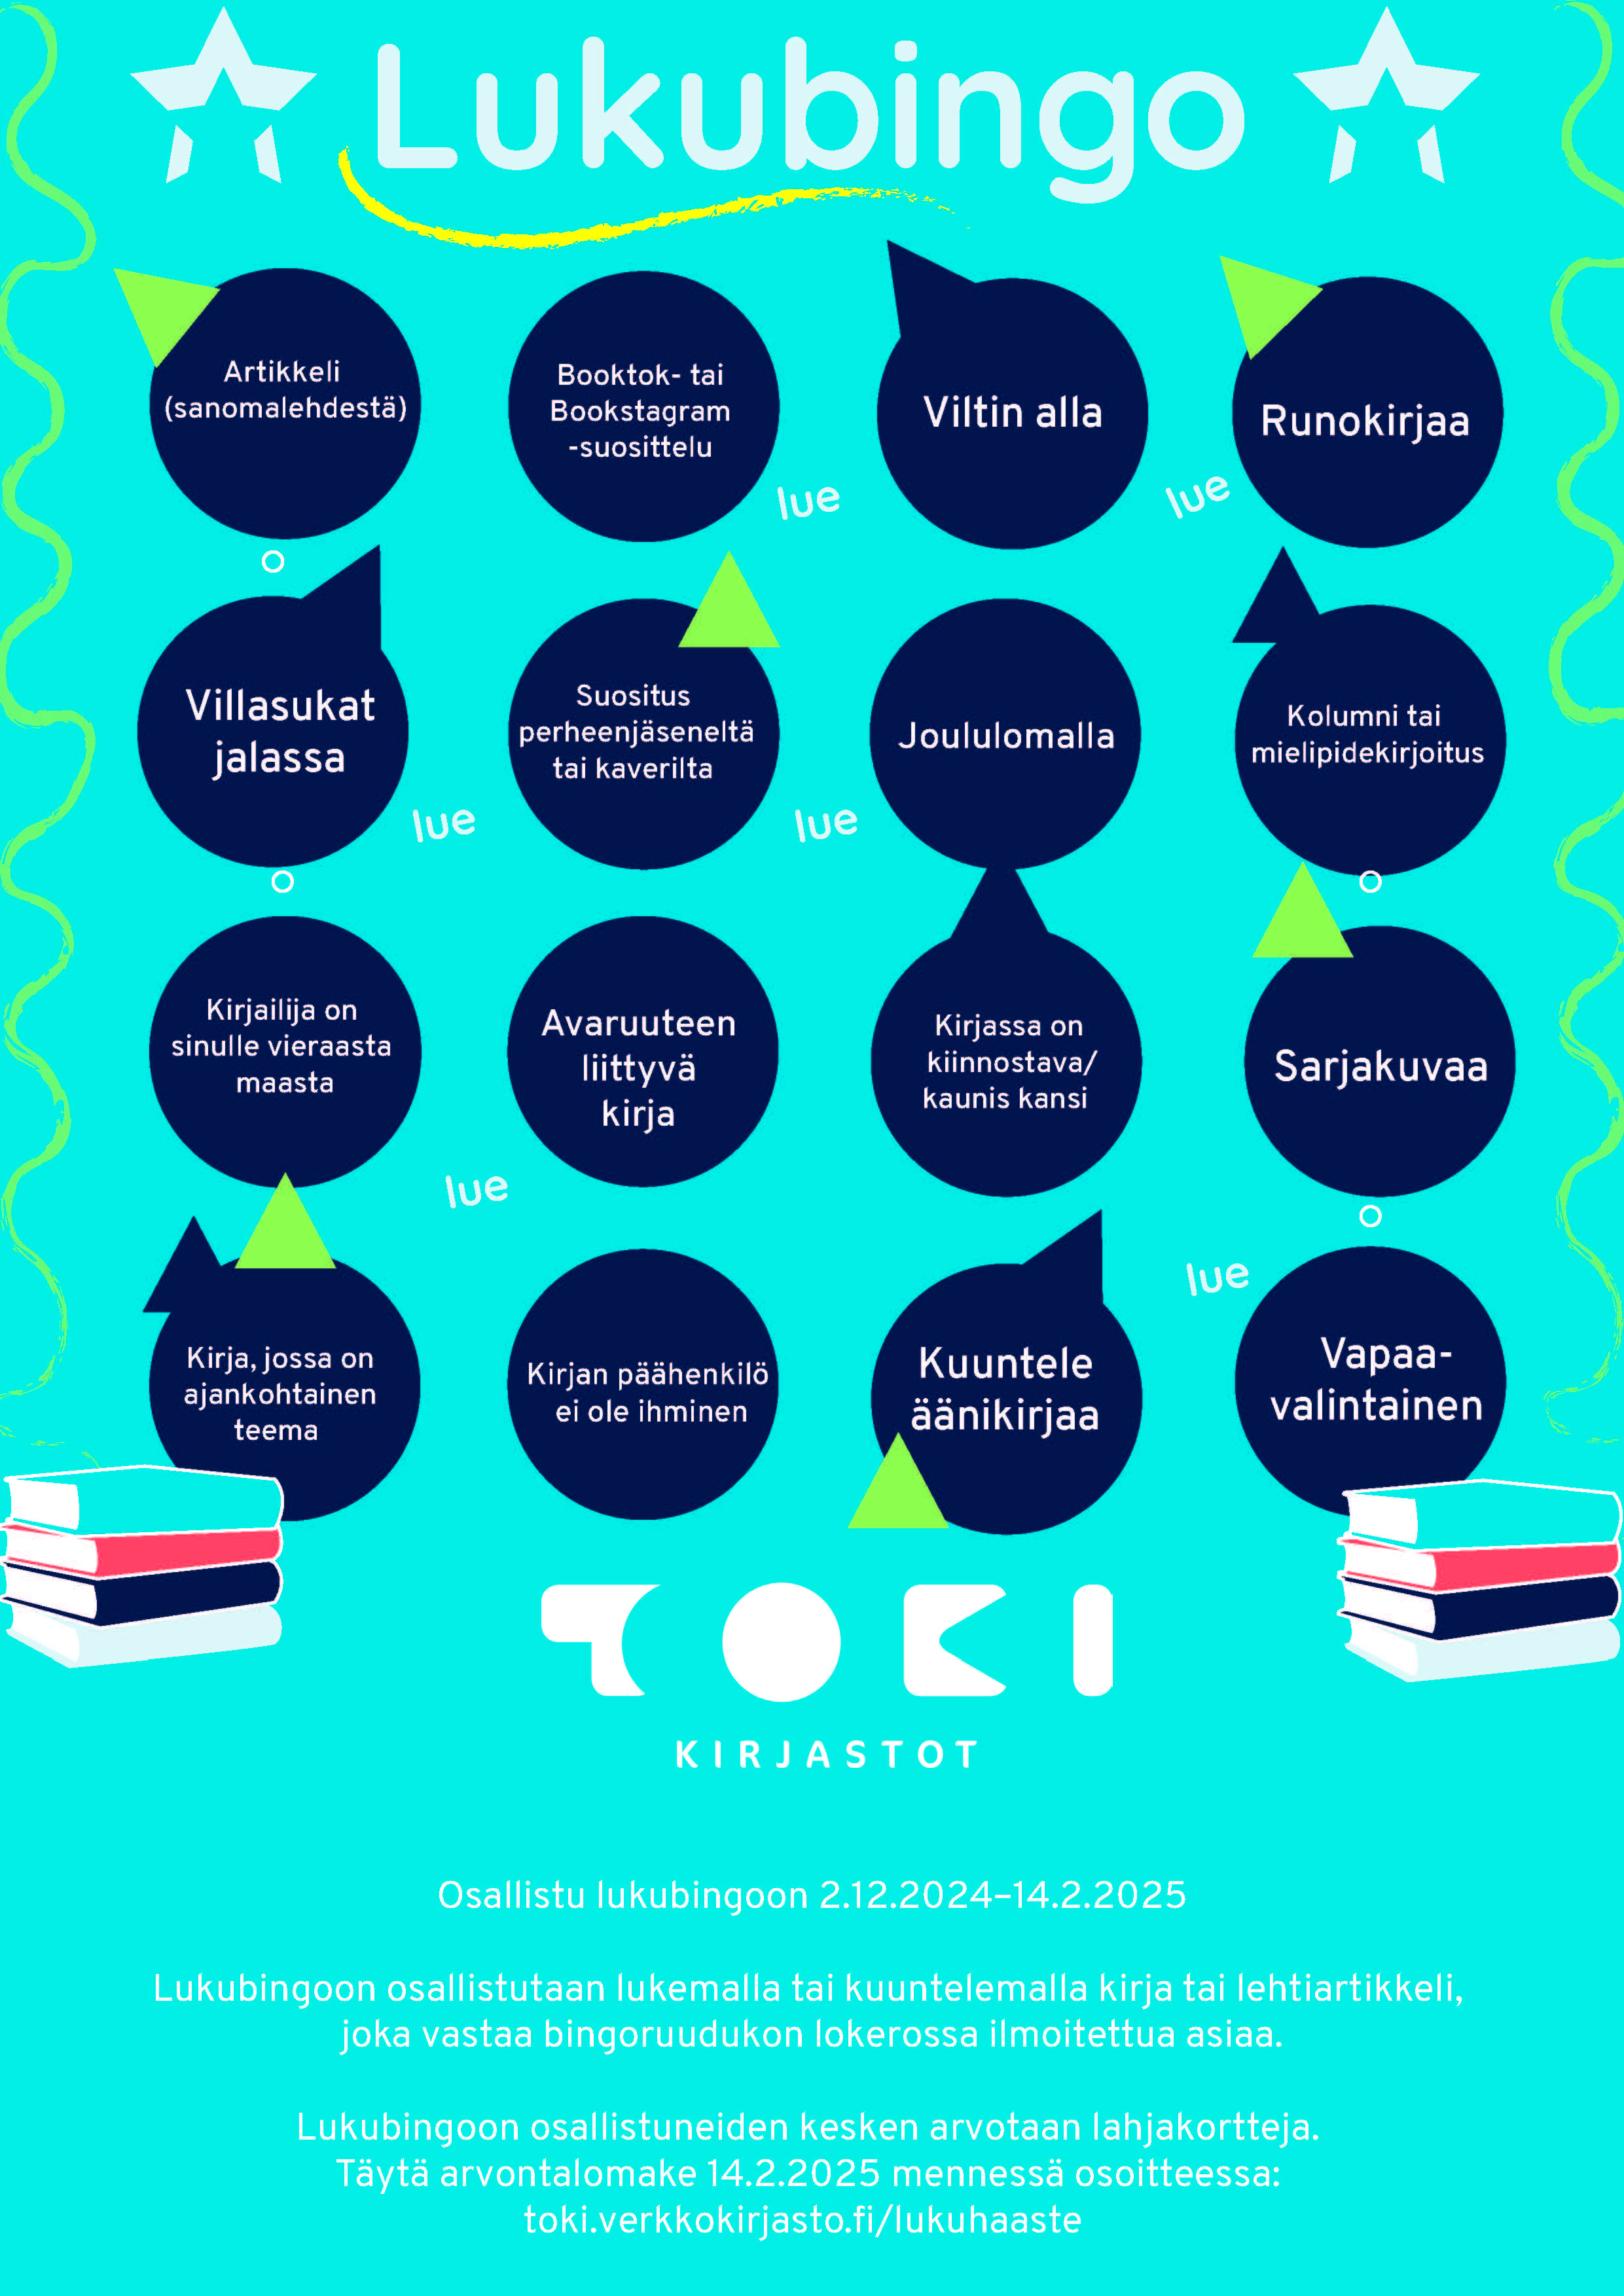 Lukubingo
Artikkeli
(sanomalehdestä)
Booktok- tai
Bookstagram
-suosittelu
lue
Viltin alla
lue
Runokirjaa
Villasukat
jalassa
lue
Suositus
perheenjäseneltä
tai kaverilta
lue
Joululomalla
Kolumni tai
mielipidekirjoitus
Kirjailija on
sinulle vieraasta
maasta
lue
Avaruuteen
liittyvä
kirja
Kirjassa on
kiinnostava/
kaunis kansi
Sarjakuvaa
Kirja, jossa on
ajankohtainen
teema
Kirjan päähenkilö
ei ole ihminen
Kuuntele
äänikirjaa
lue
Vapaa-
valintainen
TOKI
KIRJASTOT
Osallistu lukubingoon 2.12.2024–14.2.2025
Lukubingoon osallistutaan lukemalla tai kuuntelemalla kirja tai lehtiartikkeli,
joka vastaa bingoruudukon lokerossa ilmoitettua asiaa.
Lukubingoon osallistuneiden kesken arvotaan lahjakortteja.
Täytä arvontalomake 14.2.2025 mennessä osoitteessa:
toki.verkkokirjasto.fi/lukuhaaste